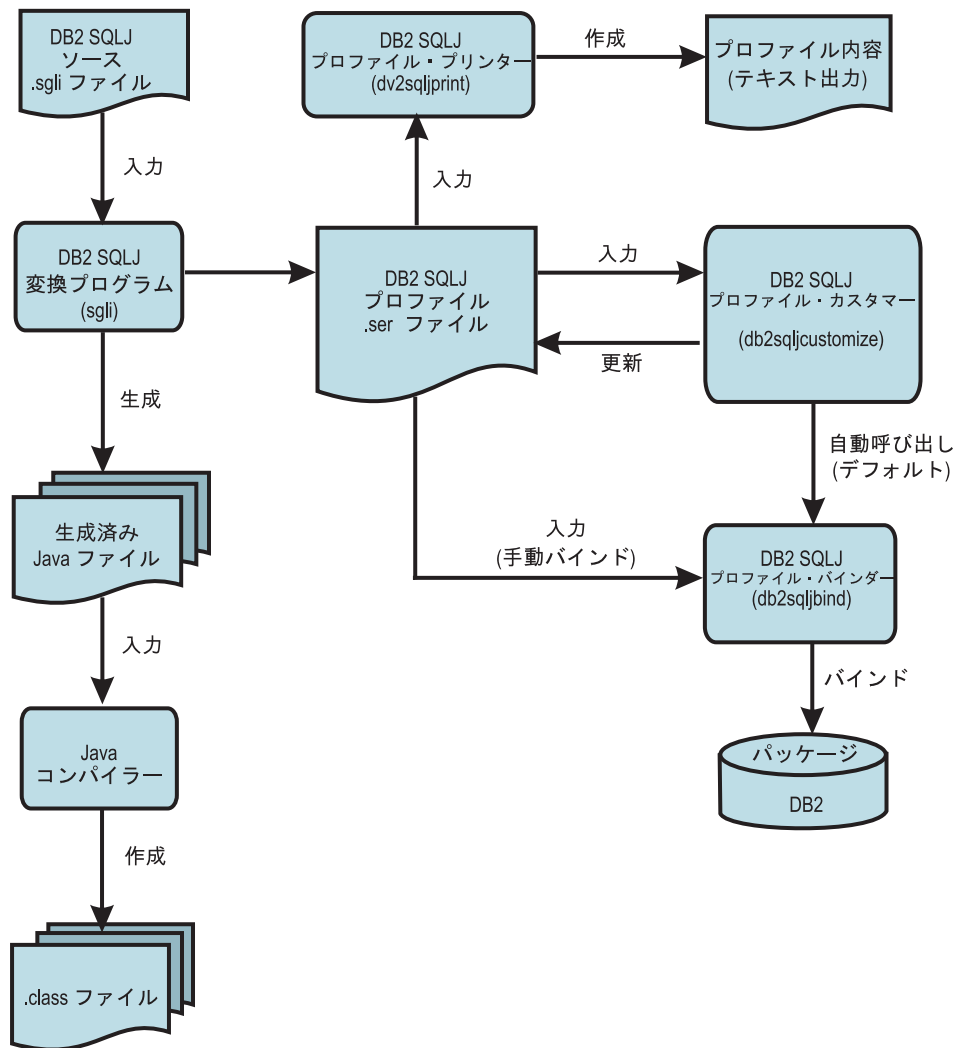 DB2 SQLJ
ソース
.sgli ファイル
入力
DB2 SQLJ
変換プログラム
(sgli)
生成
生成済み
Java ファイル
入力
Java
コンパイラー
作成
.class ファイル
DB2 SQLJ
プロファイル・プリンター
(dv2sqljprint)
作成
プロファイル内容
(テキスト出力)
入力
DB2 SQLJ
プロファイル
.ser ファイル
入力
更新
DB2 SQLJ
プロファイル・カスタマー
(db2sqljcustomize)
自動呼び出し
(デフォルト)
入力
(手動バインド)
DB2 SQLJ
プロファイル・バインダー
(db2sqljbind)
バインド
パッケージ
DB2